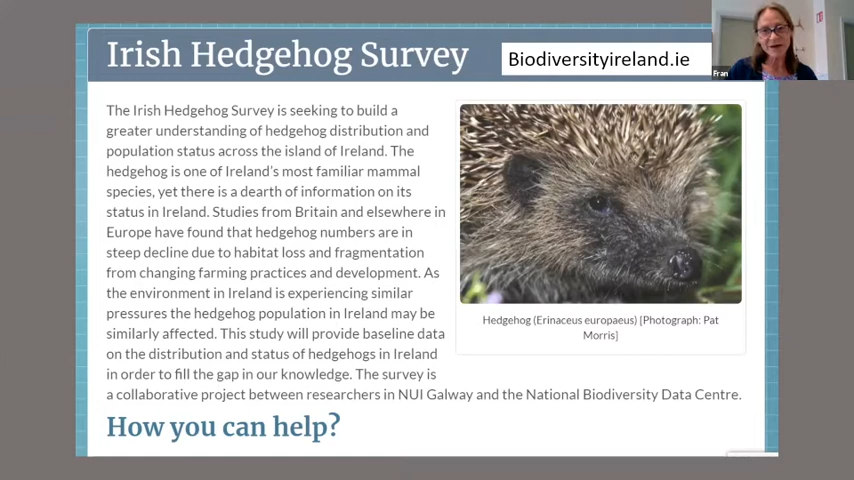 Irish Hedgehog Survey
Biodiversityireland.ie
Fran
The Irish Hedgehog Survey is seeking to build a
greater understanding of hedgehog distribution and
population status across the island of Ireland. The
hedgehog is one of Ireland's most familiar mammal
species, yet there is a dearth of information on its
status in Ireland. Studies from Britain and elsewhere in
Europe have found that hedgehog numbers are in
steep decline due to habitat loss and fragmentation
from changing farming practices and development. As
the environment in Ireland is experiencing similar
pressures the hedgehog population in Ireland may be
similarly affected. This study will provide baseline data
on the distribution and status of hedgehogs in Ireland
in order to fill the gap in our knowledge. The survey is
a collaborative project between researchers in NUI Galway and the National Biodiversity Data Centre.
Hedgehog (Erinaceus europaeus) [Photograph: Pat
Morris]
How you can help?